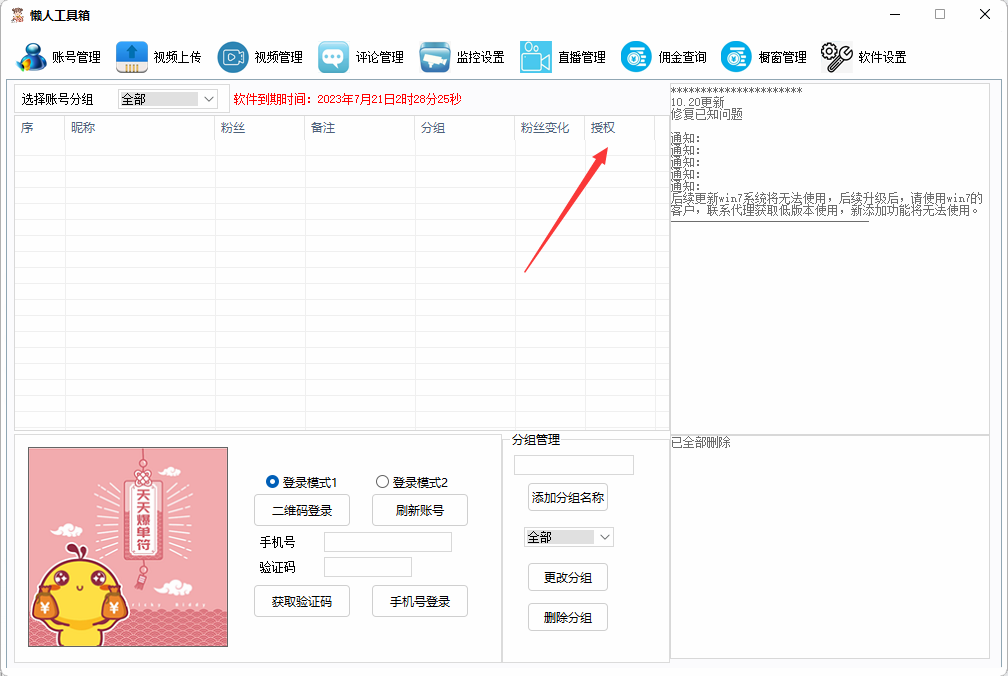 懒人工具箱
账号管理 视频上传 视频管理 评论管理 监控设置 直播管理 佣金查询 橱窗管理 软件设置
选择账号分组 全部 软件到期时间：2023年7月21日2时28分25秒
序 昵称 粉丝 备注 分组 粉丝变化 授权
**********************
10.20更新
修复已知问题
通知：
通知：
通知：
通知：
通知：
后续更新win7系统将无法使用，后续升级后，请使用win7的
客户，联系代理获取低版本使用，新添加功能将无法使用。
已全部删除
天天爆单符
¥ ¥
登录模式1 登录模式2
二维码登录 刷新账号
手机号
验证码
获取验证码 手机号登录
分组管理
添加分组名称
全部
更改分组
删除分组